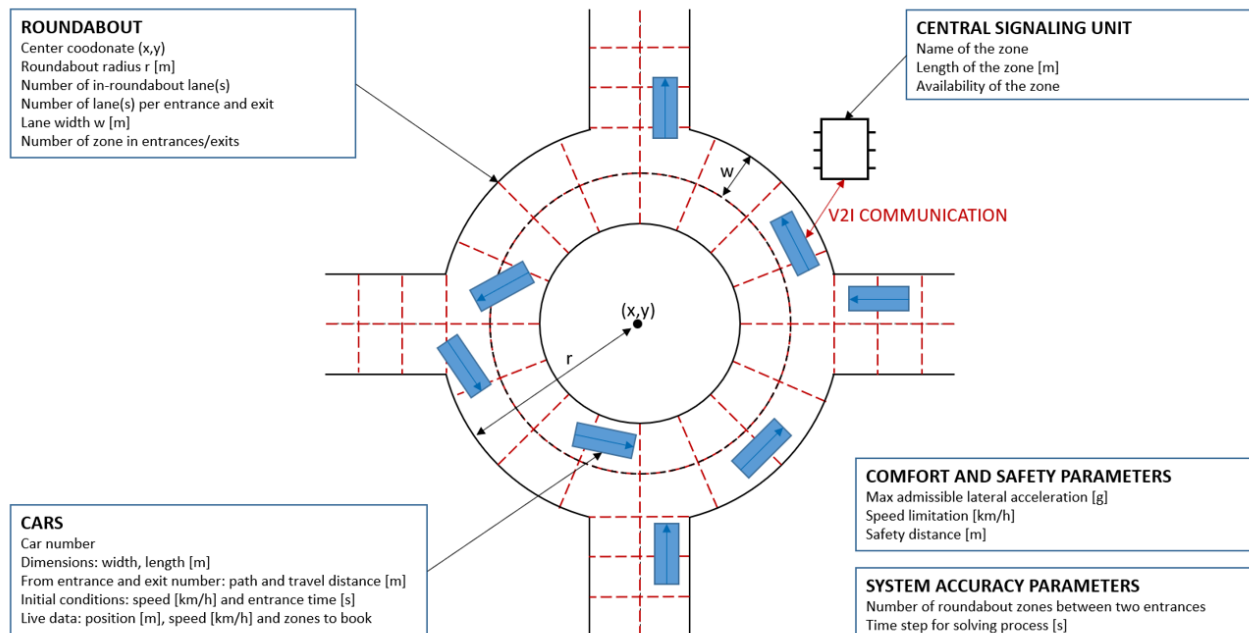 ROUNDABOUT
Center coodonate (x,y)
Roundabout radius r [m]
Number of in-roundabout lane(s)
Number of lane(s) per entrance and exit
Lane width w [m]
Number of zone in entrances/exits
CENTRAL SIGNALING UNIT
Name of the zone
Length of the zone [m]
Availability of the zone
w
V2I COMMUNICATION
(x,y)
r
CARS
Car number
Dimensions: width, length [m]
From entrance and exit number: path and travel distance [m]
Initial conditions: speed [km/h] and entrance time [s]
Live data: position [m], speed [km/h] and zones to book
COMFORT AND SAFETY PARAMETERS
Max admissible lateral acceleration [g]
Speed limitation [km/h]
Safety distance [m]
SYSTEM ACCURACY PARAMETERS
Number of roundabout zones between two entrances
Time step for solving process [s]